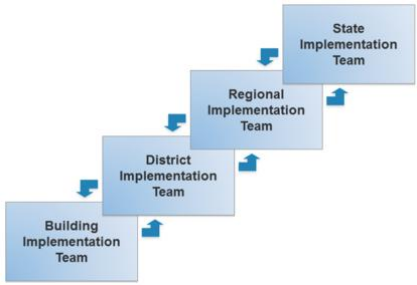 State
Implementation
Team
Regional
Implementation
Team
District
Implementation
Team
Building
Implementation
Team